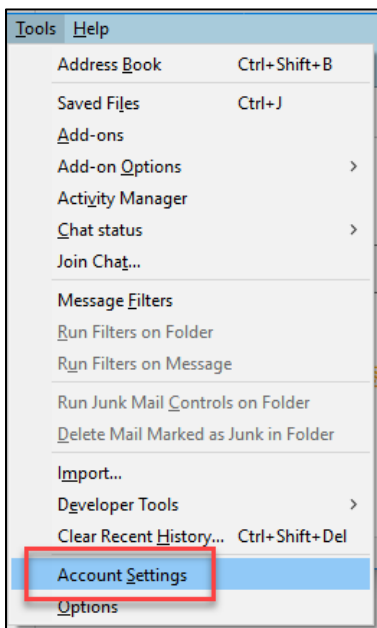 Tools Help
Address Book Ctrl+Shift+B
Saved Files Ctrl+J
Add-ons
Add-on Options
Activity Manager
Chat status
Join Chat...
Message Filters
Run Filters on Folder
Run Filters on Message
Run Junk Mail Controls on Folder
Delete Mail Marked as Junk in Folder
Import...
Developer Tools
Clear Recent History... Ctrl+Shift+Del
Account Settings
Options